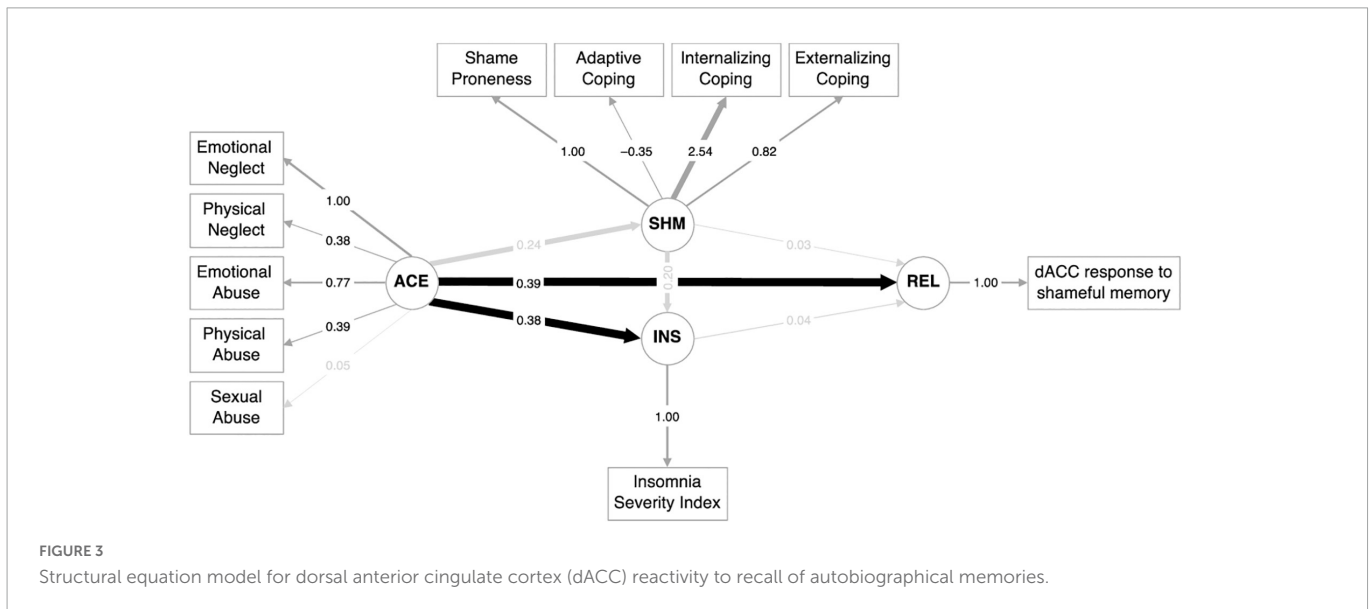 Shame
Proneness
Adaptive
Coping
Internalizing
Coping
Externalizing
Coping
Emotional
Neglect
Physical
Neglect
Emotional
Abuse
Physical
Abuse
Sexual
Abuse
1.00
0.38
0.77
0.39
0.05
ACE
1.00
−0.35
2.54
0.82
SHM
0.24
0.20
0.03
0.39
0.38
0.04
INS
REL
1.00
dACC response to
shameful memory
1.00
Insomnia
Severity Index
FIGURE 3
Structural equation model for dorsal anterior cingulate cortex (dACC) reactivity to recall of autobiographical memories.